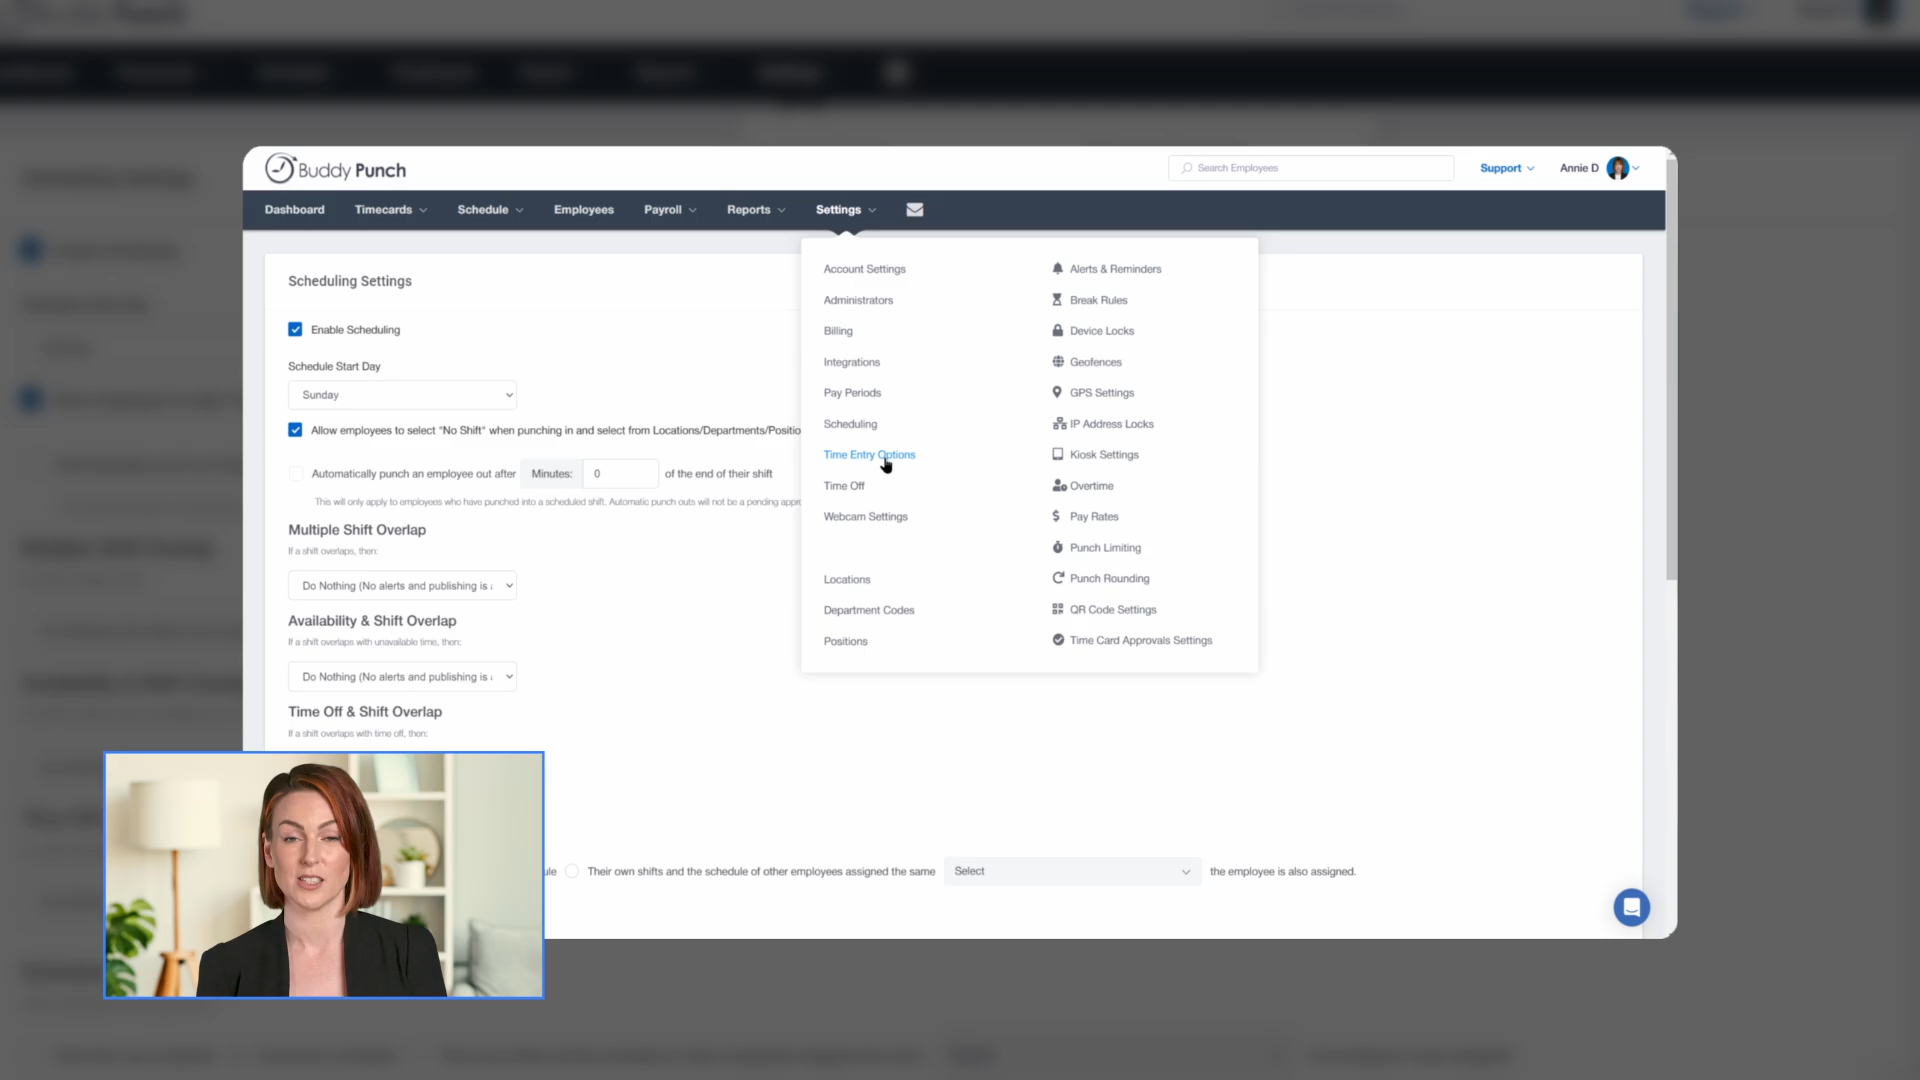 Buddy Punch
Search Employees
Support
Annie D
Dashboard
Timecards
Schedule
Employees
Payroll
Reports
Settings
Scheduling Settings
Enable Scheduling
Schedule Start Day
Sunday
Allow employees to select "No Shift" when punching in and select from Locations/Departments/Positio
Automatically punch an employee out after
Minutes:
0
of the end of their shift
This will only apply to employees who have punched into a scheduled shift. Automatic punch outs will not be a pending appr
Multiple Shift Overlap
If a shift overlaps, then:
Do Nothing (No alerts and publishing is
Availability & Shift Overlap
If a shift overlaps with unavailable time, then:
Do Nothing (No alerts and publishing is
Time Off & Shift Overlap
If a shift overlaps with time off, then:
Account Settings
Administrators
Billing
Integrations
Pay Periods
Scheduling
Time Entry Options
Time Off
Webcam Settings
Locations
Department Codes
Positions
Alerts & Reminders
Break Rules
Device Locks
Geofences
GPS Settings
IP Address Locks
Kiosk Settings
Overtime
Pay Rates
Punch Limiting
Punch Rounding
QR Code Settings
Time Card Approvals Settings
ule
Their own shifts and the schedule of other employees assigned the same
Select
the employee is also assigned.